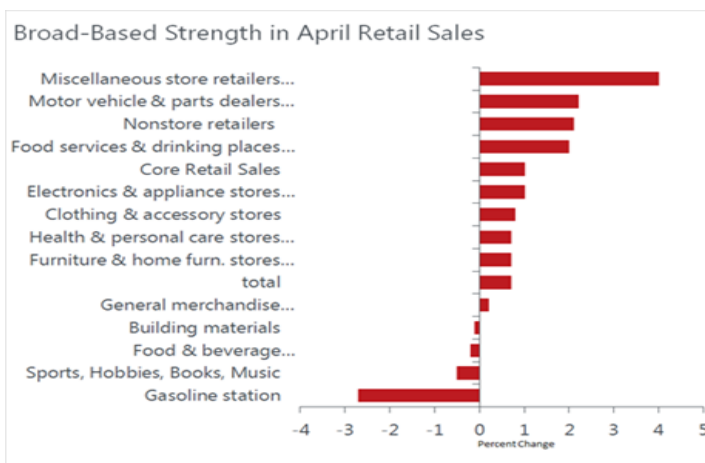 Broad-Based Strength in April Retail Sales
Miscellaneous store retailers...
Motor vehicle & parts dealers...
Nonstore retailers
Food services & drinking places...
Core Retail Sales
Electronics & appliance stores...
Clothing & accessory stores
Health & personal care stores...
Furniture & home furn. stores...
total
General merchandise...
Building materials
Food & beverage...
Sports, Hobbies, Books, Music
Gasoline station
-4 -3 -2 -1 0 1 2 3 4 5
Percent Change